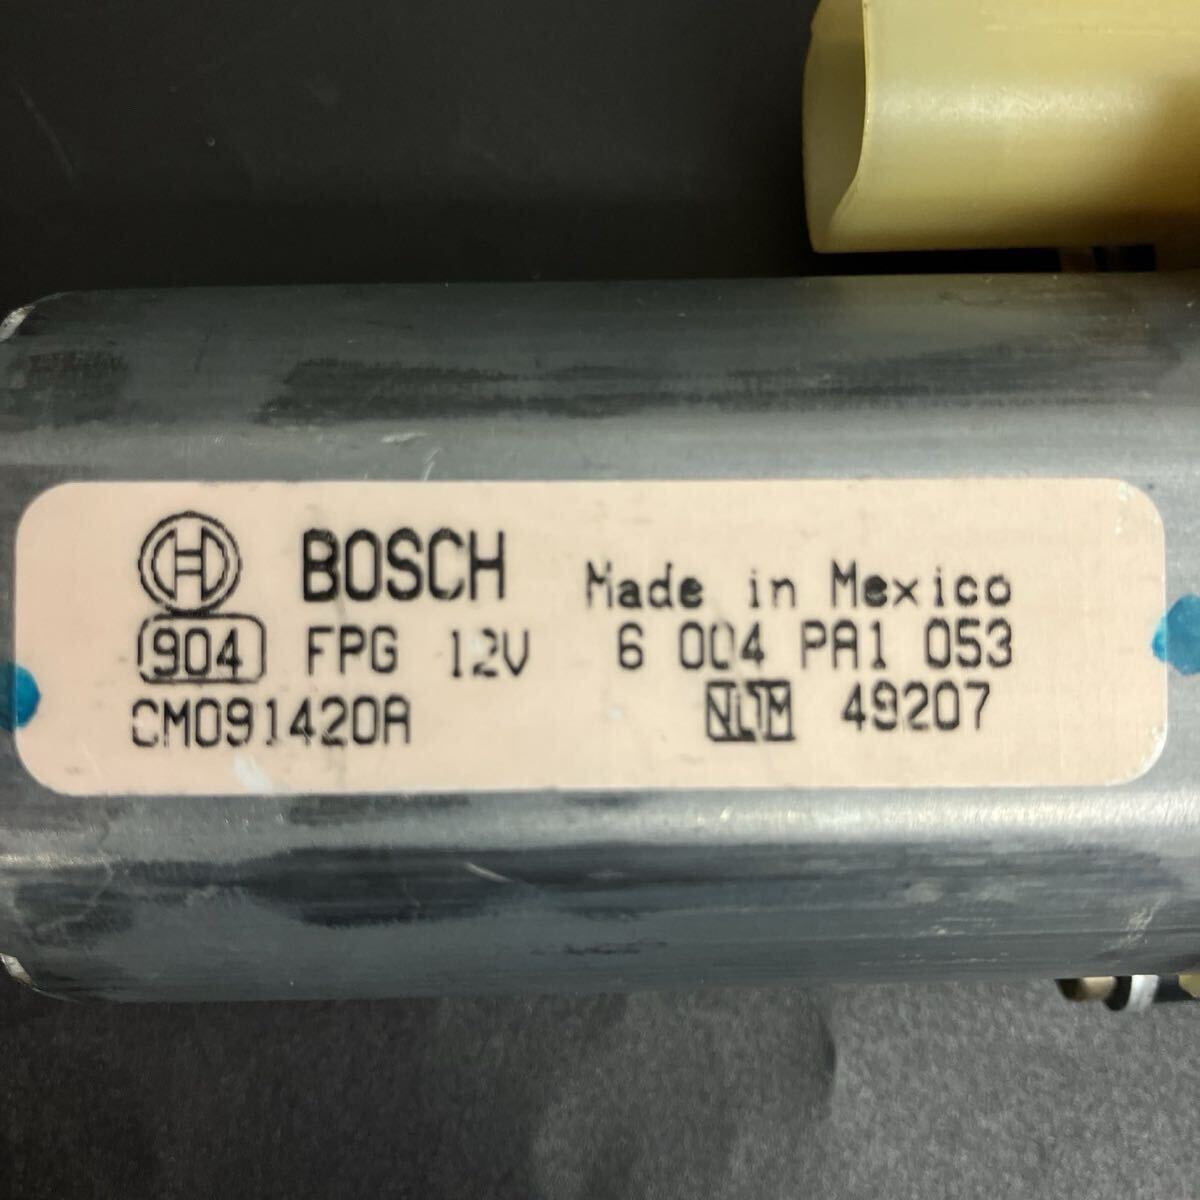 BOSCH Made in Mexico
904 FPG 12V 6 004 PA1 053
CM091420A NOM 49207